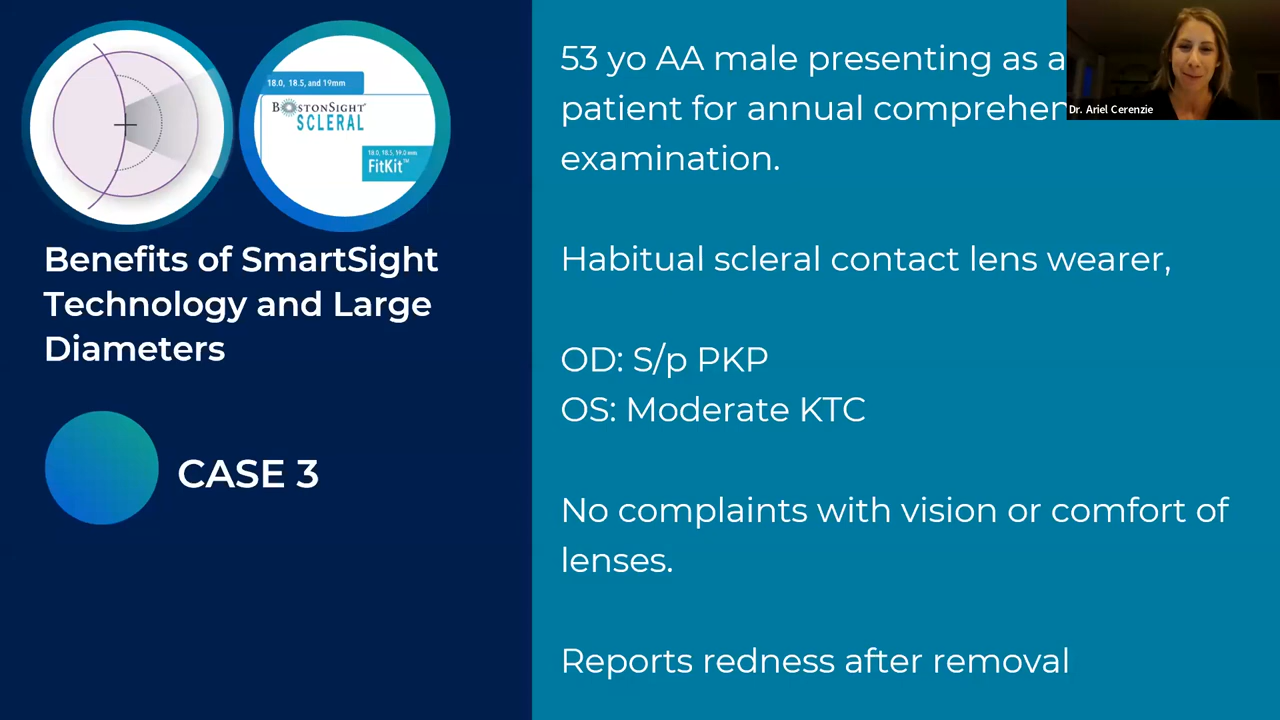 18.0, 18.5, and 19mm
BOSTONSIGHT®
SCLERAL
18.0, 18.5, 19.0 mm
FitKit™
Benefits of SmartSight
Technology and Large
Diameters
CASE 3
53 yo AA male presenting as a
patient for annual
examination.
Habitual scleral contact lens wearer,
OD: S/p PKP
OS: Moderate KTC
No complaints with vision or comfort of
lenses.
Reports redness after removal
Dr. Ariel Cerenzie